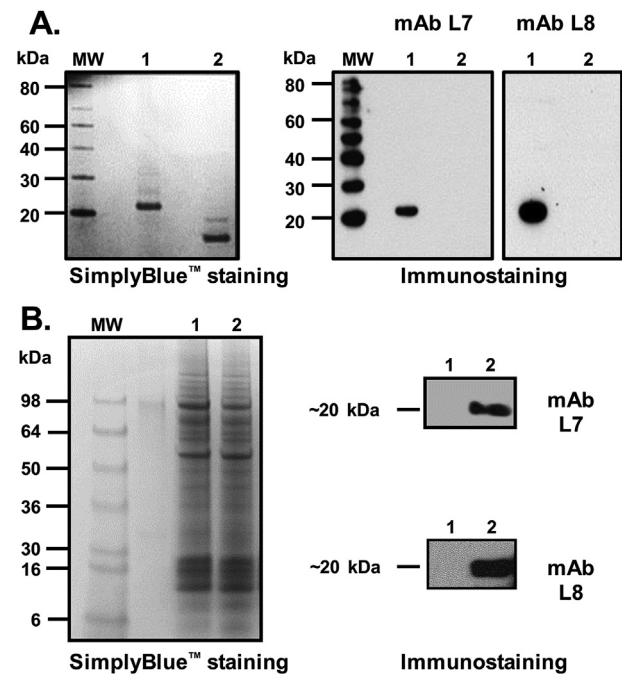 A.
mAb L7 mAb L8
kDa MW 1 2 MW 1 2 1 2
80
60
40
30
20
80
60
40
30
20
SimplyBlue™ staining
Immunostaining
B.
MW 1 2
kDa
98
64
50
36
30
16
6
SimplyBlue™ staining
1 2
~20 kDa
mAb
L7
1 2
~20 kDa
mAb
L8
Immunostaining